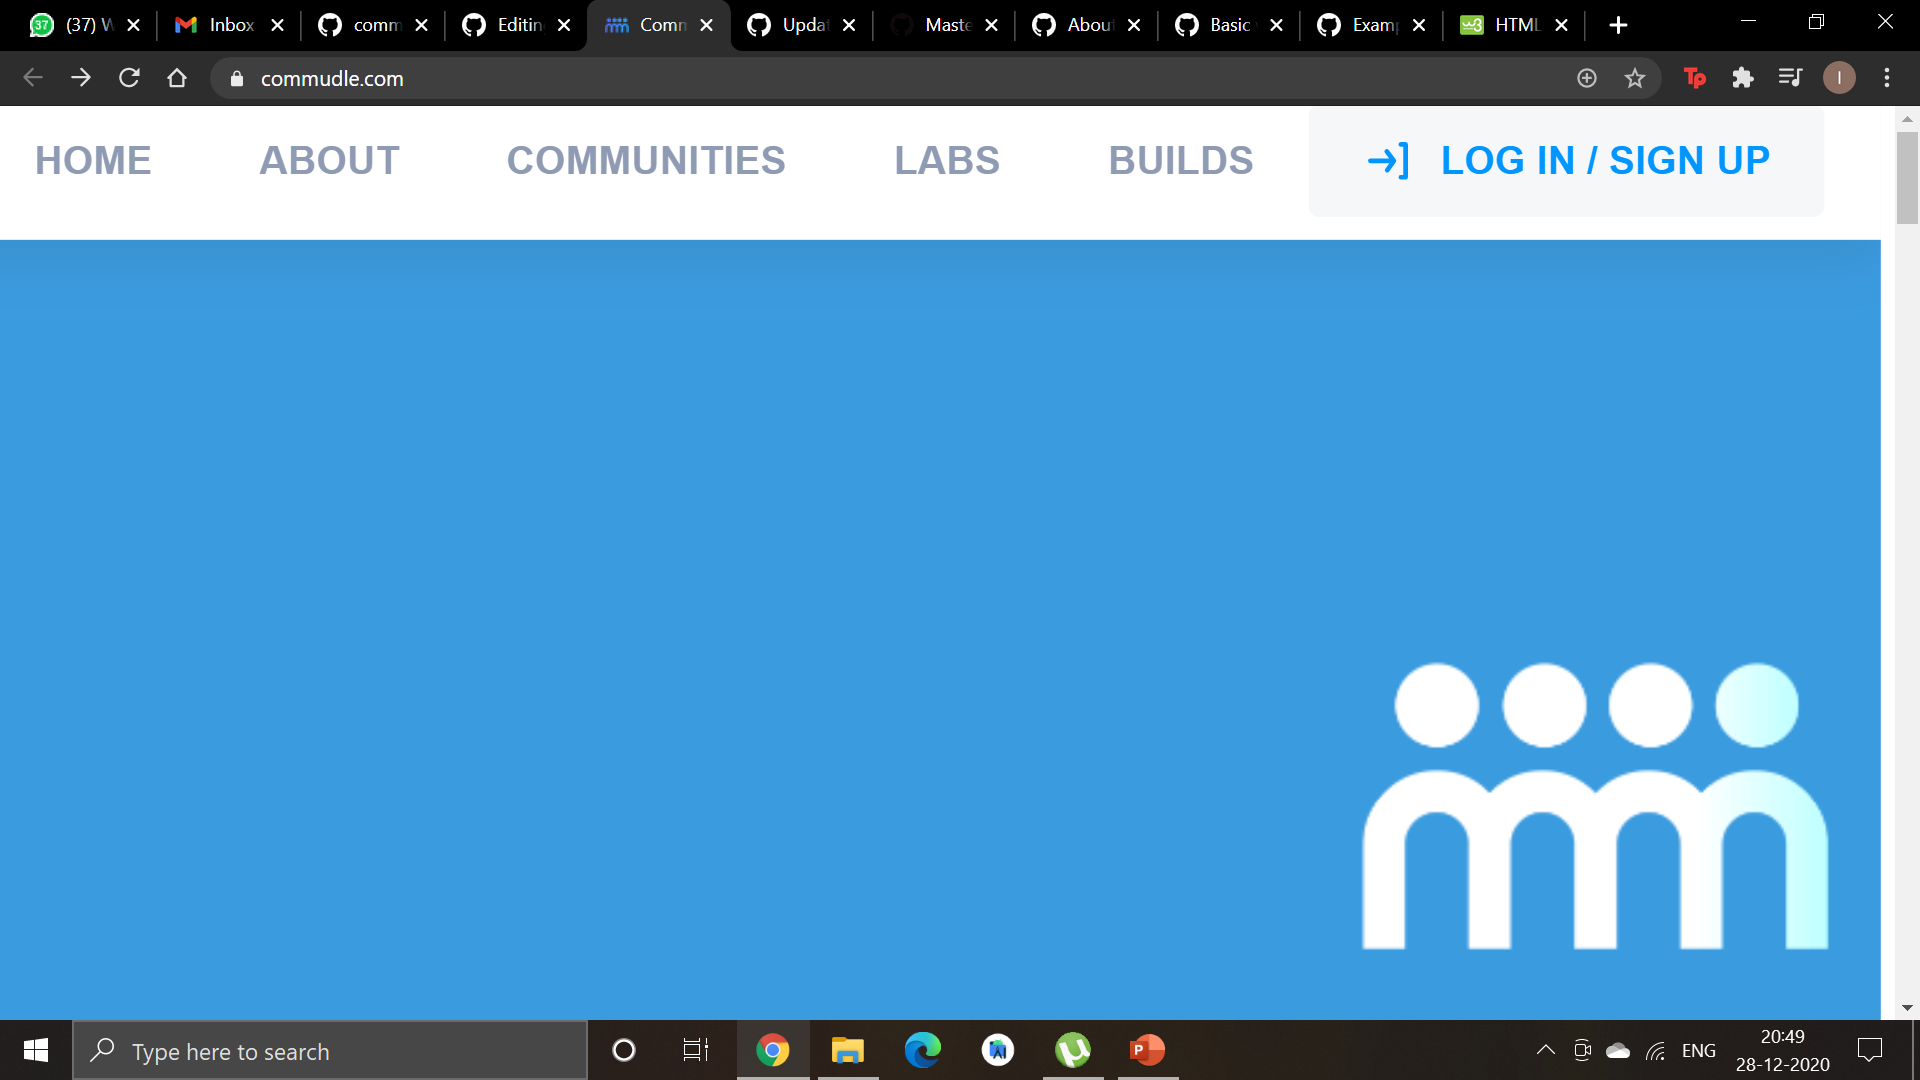 (37) W Inbox comm Editin Comm Updat Maste About Basic Exam HTML
commudle.com Tp I
HOME ABOUT COMMUNITIES LABS BUILDS LOG IN / SIGN UP
Type here to search ENG 20:49
28-12-2020